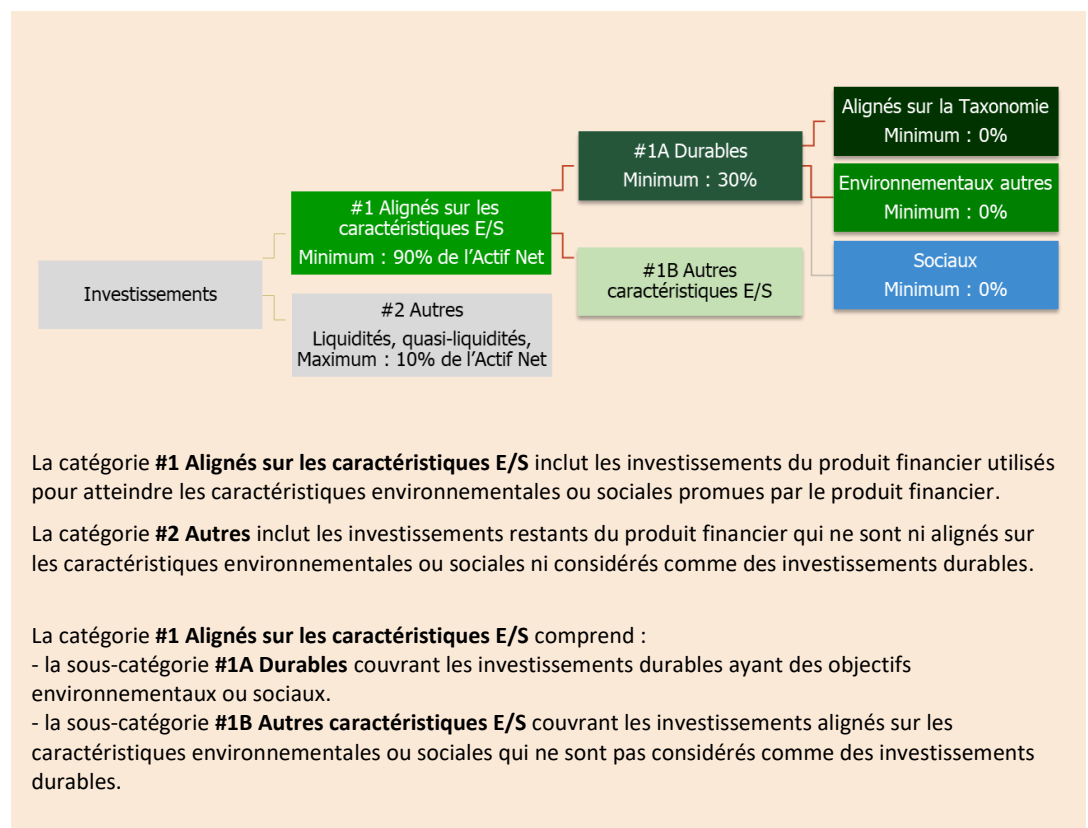 Investissements
#1 Alignés sur les
caractéristiques E/S
Minimum : 90% de l’Actif Net
#2 Autres
Liquidités, quasi-liquidités,
Maximum : 10% de l’Actif Net
#1A Durables
Minimum : 30%
#1B Autres
caractéristiques E/S
Alignés sur la Taxonomie
Minimum : 0%
Environnementaux autres
Minimum : 0%
Sociaux
Minimum : 0%
La catégorie #1 Alignés sur les caractéristiques E/S inclut les investissements du produit financier utilisés
pour atteindre les caractéristiques environnementales ou sociales promues par le produit financier.
La catégorie #2 Autres inclut les investissements restants du produit financier qui ne sont ni alignés sur
les caractéristiques environnementales ou sociales ni considérés comme des investissements durables.
La catégorie #1 Alignés sur les caractéristiques E/S comprend :
- la sous-catégorie #1A Durables couvrant les investissements durables ayant des objectifs
environnementaux ou sociaux.
- la sous-catégorie #1B Autres caractéristiques E/S couvrant les investissements alignés sur les
caractéristiques environnementales ou sociales qui ne sont pas considérés comme des investissements
durables.